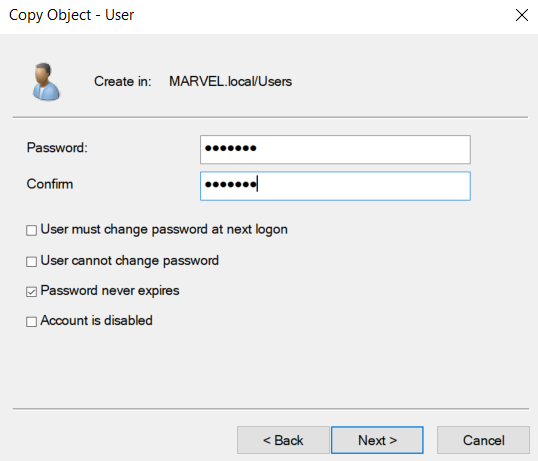 Copy Object - User
Create in: MARVEL.local/Users
Password: •••••••
Confirm •••••••
User must change password at next logon
User cannot change password
Password never expires
Account is disabled
< Back Next > Cancel